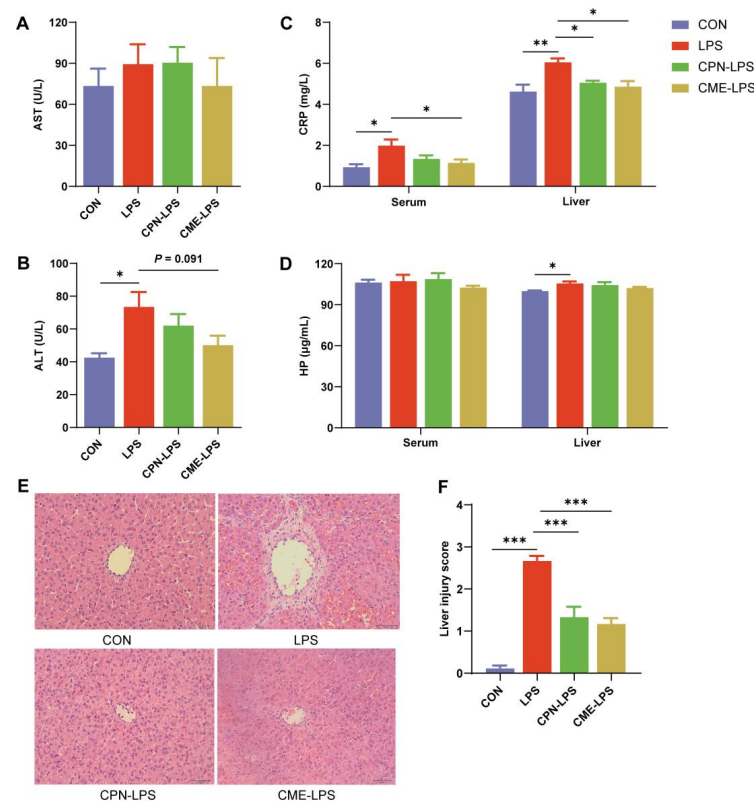 A
AST (U/L)
120
90
60
30
0
CON
LPS
CPN-LPS
CME-LPS
C
CRP (mg/L)
8
6
4
2
0
*
*
**
*
*
Serum
Liver
CON
LPS
CPN-LPS
CME-LPS
B
ALT (U/L)
100
80
60
40
20
0
*
P = 0.091
CON
LPS
CPN-LPS
CME-LPS
D
HP (μg/mL)
120
90
60
30
0
*
Serum
Liver
E
CON
LPS
CPN-LPS
CME-LPS
F
Liver injury score
4
3
2
1
0
***
***
***
CON
LPS
CPN-LPS
CME-LPS